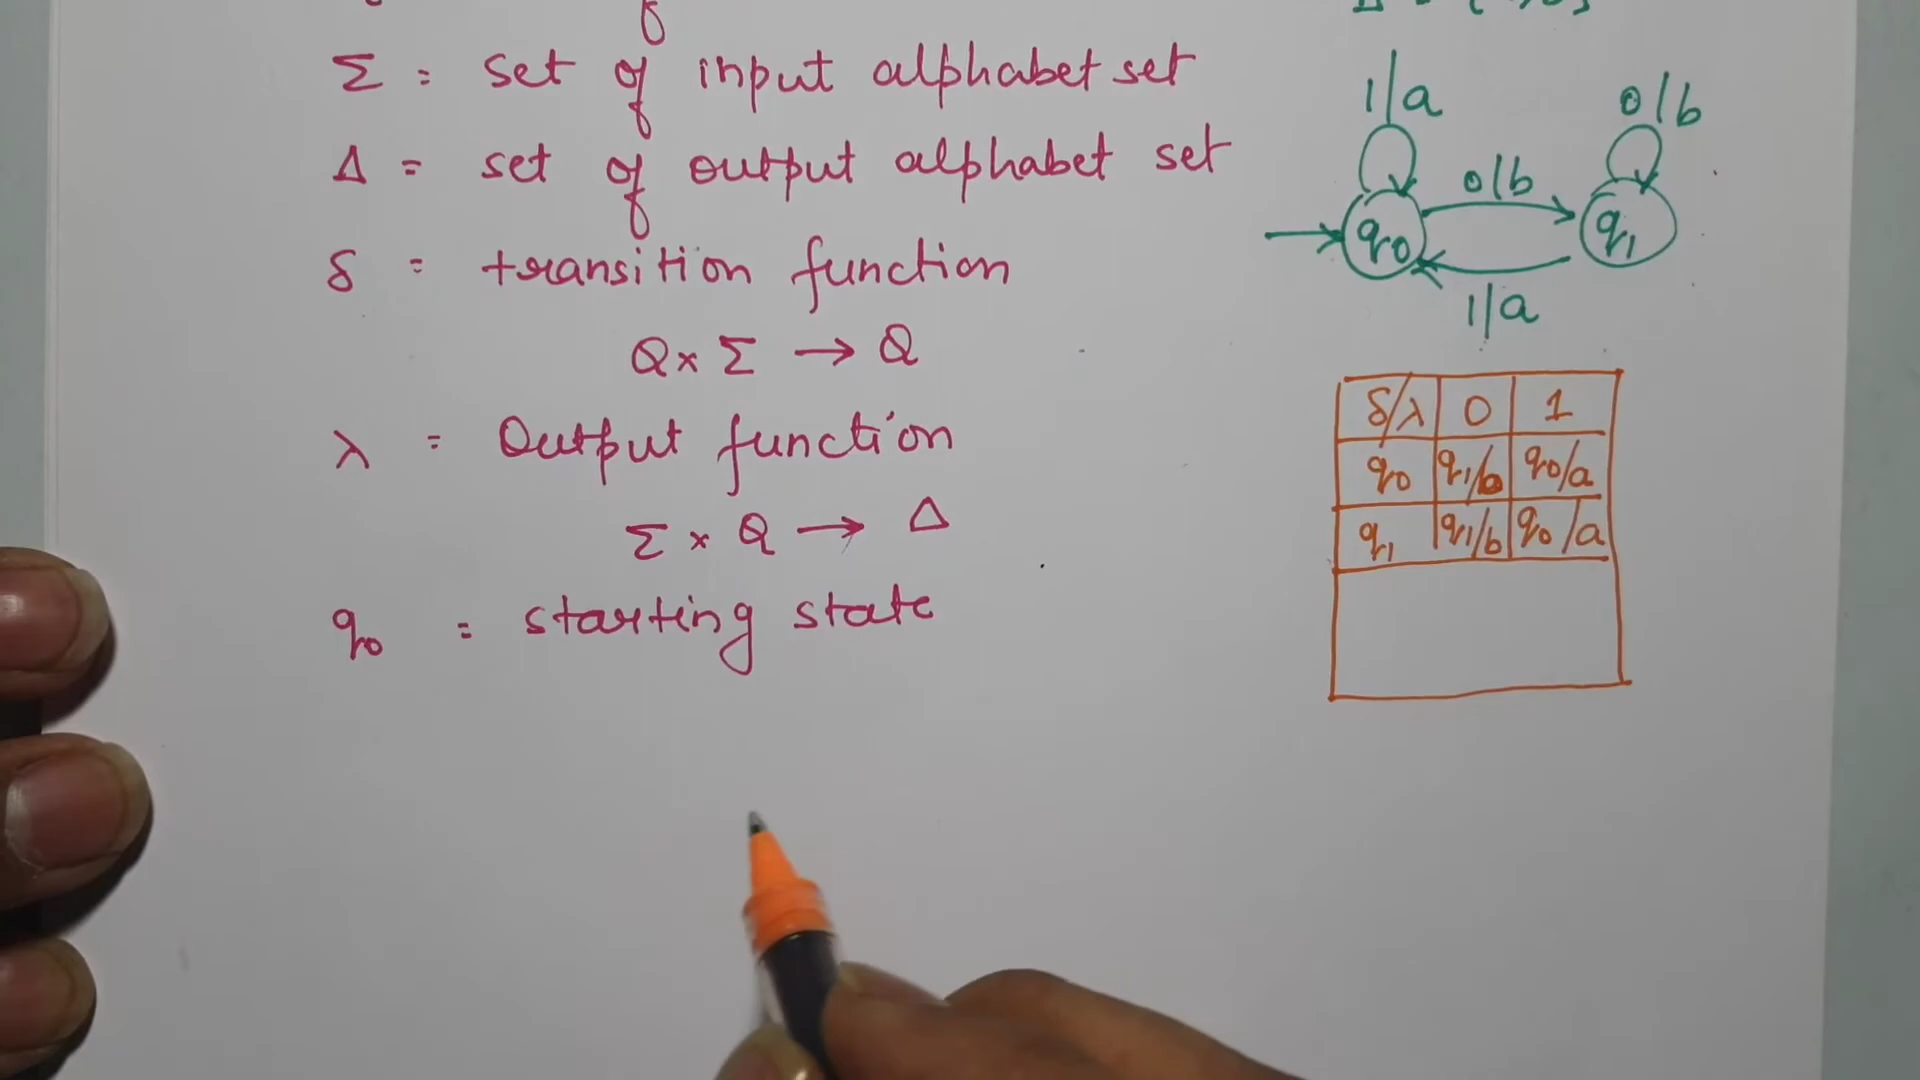 Σ = set of input alphabet set
Δ = set of output alphabet set
δ = transition function
Q × Σ → Q
λ = Output function
Σ × Q → Δ
q0 = starting state
1/a
0/b
0/b
q0
q1
1/a
δ/λ 0 1
q0 q1/b q0/a
q1 q1/b q0/a